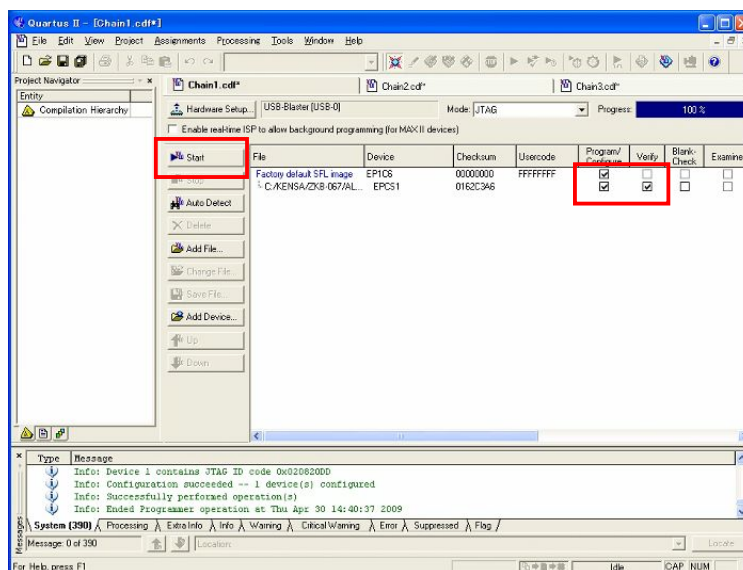 Quartus II - [Chain1.cdf*]
File Edit View Project Assignments Processing Tools Window Help
Project Navigator
Entity
Compilation Hierarchy
Chain1.cdf*
Chain2.cdf*
Chain3.cdf*
Hardware Setup...
USB-Blaster [USB-0]
Mode: JTAG
Progress: 100 %
Enable real-time ISP to allow background programming (for MAX II devices)
Start
Stop
Auto Detect
Delete
Add File...
Change File...
Save File...
Add Device...
Up
Down
File Device Checksum Usercode Program/ Configure Verify Blank- Check Examine
Factory default SFL image EP1C6 00000000 FFFFFFFF
C:/KENSA/ZKB-067/AL... EPCS1 0162C3A6
Type Message
Info: Device 1 contains JTAG ID code 0x020820DD
Info: Configuration succeeded -- 1 device(s) configured
Info: Successfully performed operation(s)
Info: Ended Programmer operation at Thu Apr 30 14:40:37 2009
System (390) Processing Extra Info Info Warning Critical Warning Error Suppressed Flag
Messages
Message: 0 of 390
Location:
Locate
For Help, press F1
Idle
CAP NUM